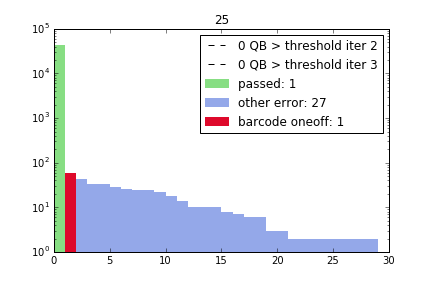 25
0 QB > threshold iter 2
0 QB > threshold iter 3
passed: 1
other error: 27
barcode oneoff: 1
10^5
10^4
10^3
10^2
10^1
10^0
0 5 10 15 20 25 30